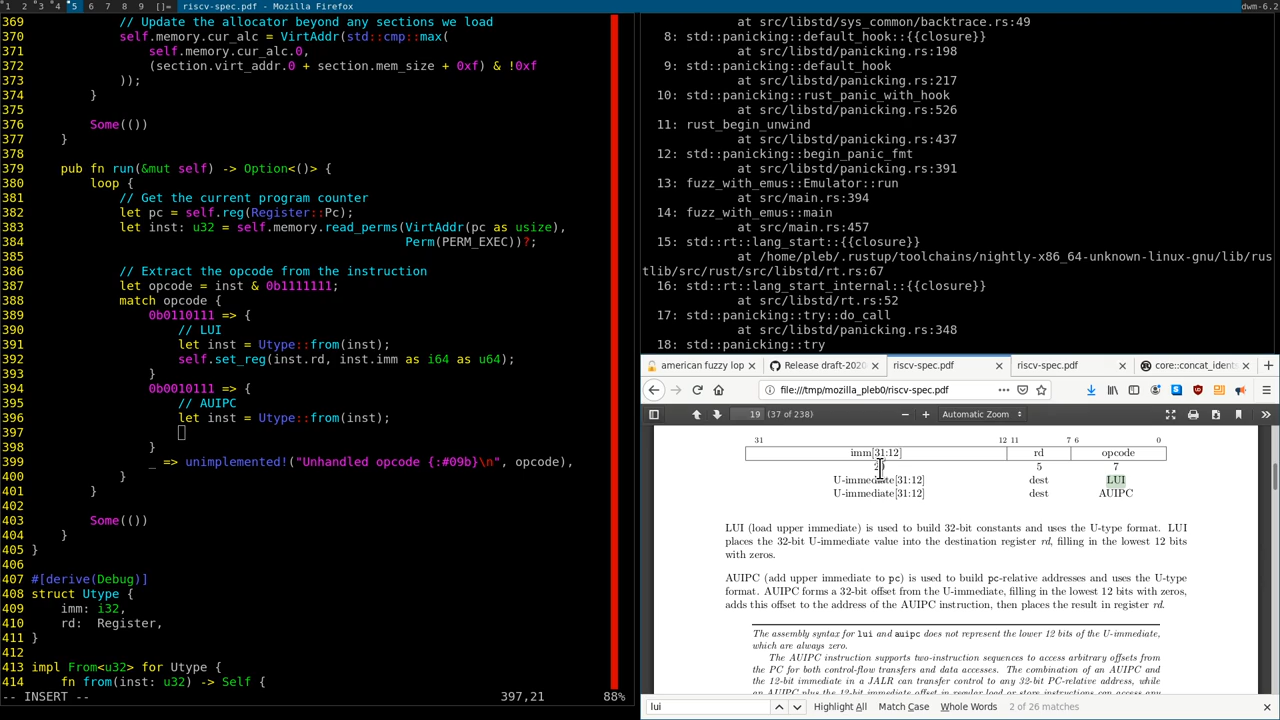 1 2 3 4 5 6 7 8 9 []= riscv-spec.pdf - Mozilla Firefox dwm-6.2
369 // Update the allocator beyond any sections we load
370 self.memory.cur_alc = VirtAddr(std::cmp::max(
371 self.memory.cur_alc.0,
372 (section.virt_addr.0 + section.mem_size + 0xf) & !0xf
373 ));
374 }
375
376 Some(())
377 }
378
379 pub fn run(&mut self) -> Option<()> {
380 loop {
381 // Get the current program counter
382 let pc = self.reg(Register::Pc);
383 let inst: u32 = self.memory.read_perms(VirtAddr(pc as usize),
384 Perm(PERM_EXEC))?;
385
386 // Extract the opcode from the instruction
387 let opcode = inst & 0b1111111;
388 match opcode {
389 0b0110111 => {
390 // LUI
391 let inst = Utype::from(inst);
392 self.set_reg(inst.rd, inst.imm as i64 as u64);
393 }
394 0b0010111 => {
395 // AUIPC
396 let inst = Utype::from(inst);
397
398 }
399 _ => unimplemented!("Unhandled opcode {:#09b}\n", opcode),
400 }
401 }
402
403 Some(())
404 }
405 }
406
407 #[derive(Debug)]
408 struct Utype {
409 imm: i32,
410 rd: Register,
411 }
412
413 impl From<u32> for Utype {
414 fn from(inst: u32) -> Self {
-- INSERT -- 397,21 88%
at src/libstd/sys_common/backtrace.rs:49
8: std::panicking::default_hook::{{closure}}
at src/libstd/panicking.rs:198
9: std::panicking::default_hook
at src/libstd/panicking.rs:217
10: std::panicking::rust_panic_with_hook
at src/libstd/panicking.rs:526
11: rust_begin_unwind
at src/libstd/panicking.rs:437
12: std::panicking::begin_panic_fmt
at src/libstd/panicking.rs:391
13: fuzz_with_emus::Emulator::run
at src/main.rs:394
14: fuzz_with_emus::main
at src/main.rs:457
15: std::rt::lang_start::{{closure}}
at /home/pleb/.rustup/toolchains/nightly-x86_64-unknown-linux-gnu/lib/rus
tlib/src/rust/src/libstd/rt.rs:67
16: std::rt::lang_start_internal::{{closure}}
at src/libstd/rt.rs:52
17: std::panicking::try::do_call
at src/libstd/panicking.rs:348
18: std::panicking::try
american fuzzy lop Release draft-2020 riscv-spec.pdf riscv-spec.pdf core::concat_idents
file:///tmp/mozilla_pleb0/riscv-spec.pdf
19 (37 of 238) Automatic Zoom
31 12 11 7 6 0
imm[31:12] rd opcode
5 7
U-immediate[31:12] dest LUI
U-immediate[31:12] dest AUIPC
LUI (load upper immediate) is used to build 32-bit constants and uses the U-type format. LUI
places the 32-bit U-immediate value into the destination register rd, filling in the lowest 12 bits
with zeros.
AUIPC (add upper immediate to pc) is used to build pc-relative addresses and uses the U-type
format. AUIPC forms a 32-bit offset from the U-immediate, filling in the lowest 12 bits with zeros,
adds this offset to the address of the AUIPC instruction, then places the result in register rd.
The assembly syntax for lui and auipc does not represent the lower 12 bits of the U-immediate,
which are always zero.
The AUIPC instruction supports two-instruction sequences to access arbitrary offsets from
the PC for both control-flow transfers and data accesses. The combination of an AUIPC and
the 12-bit immediate in a JALR can transfer control to any 32-bit PC-relative address, while
an AUIPC plus the 12-bit immediate offset in regular load or store instructions can access any
lui Highlight All Match Case Whole Words 2 of 26 matches